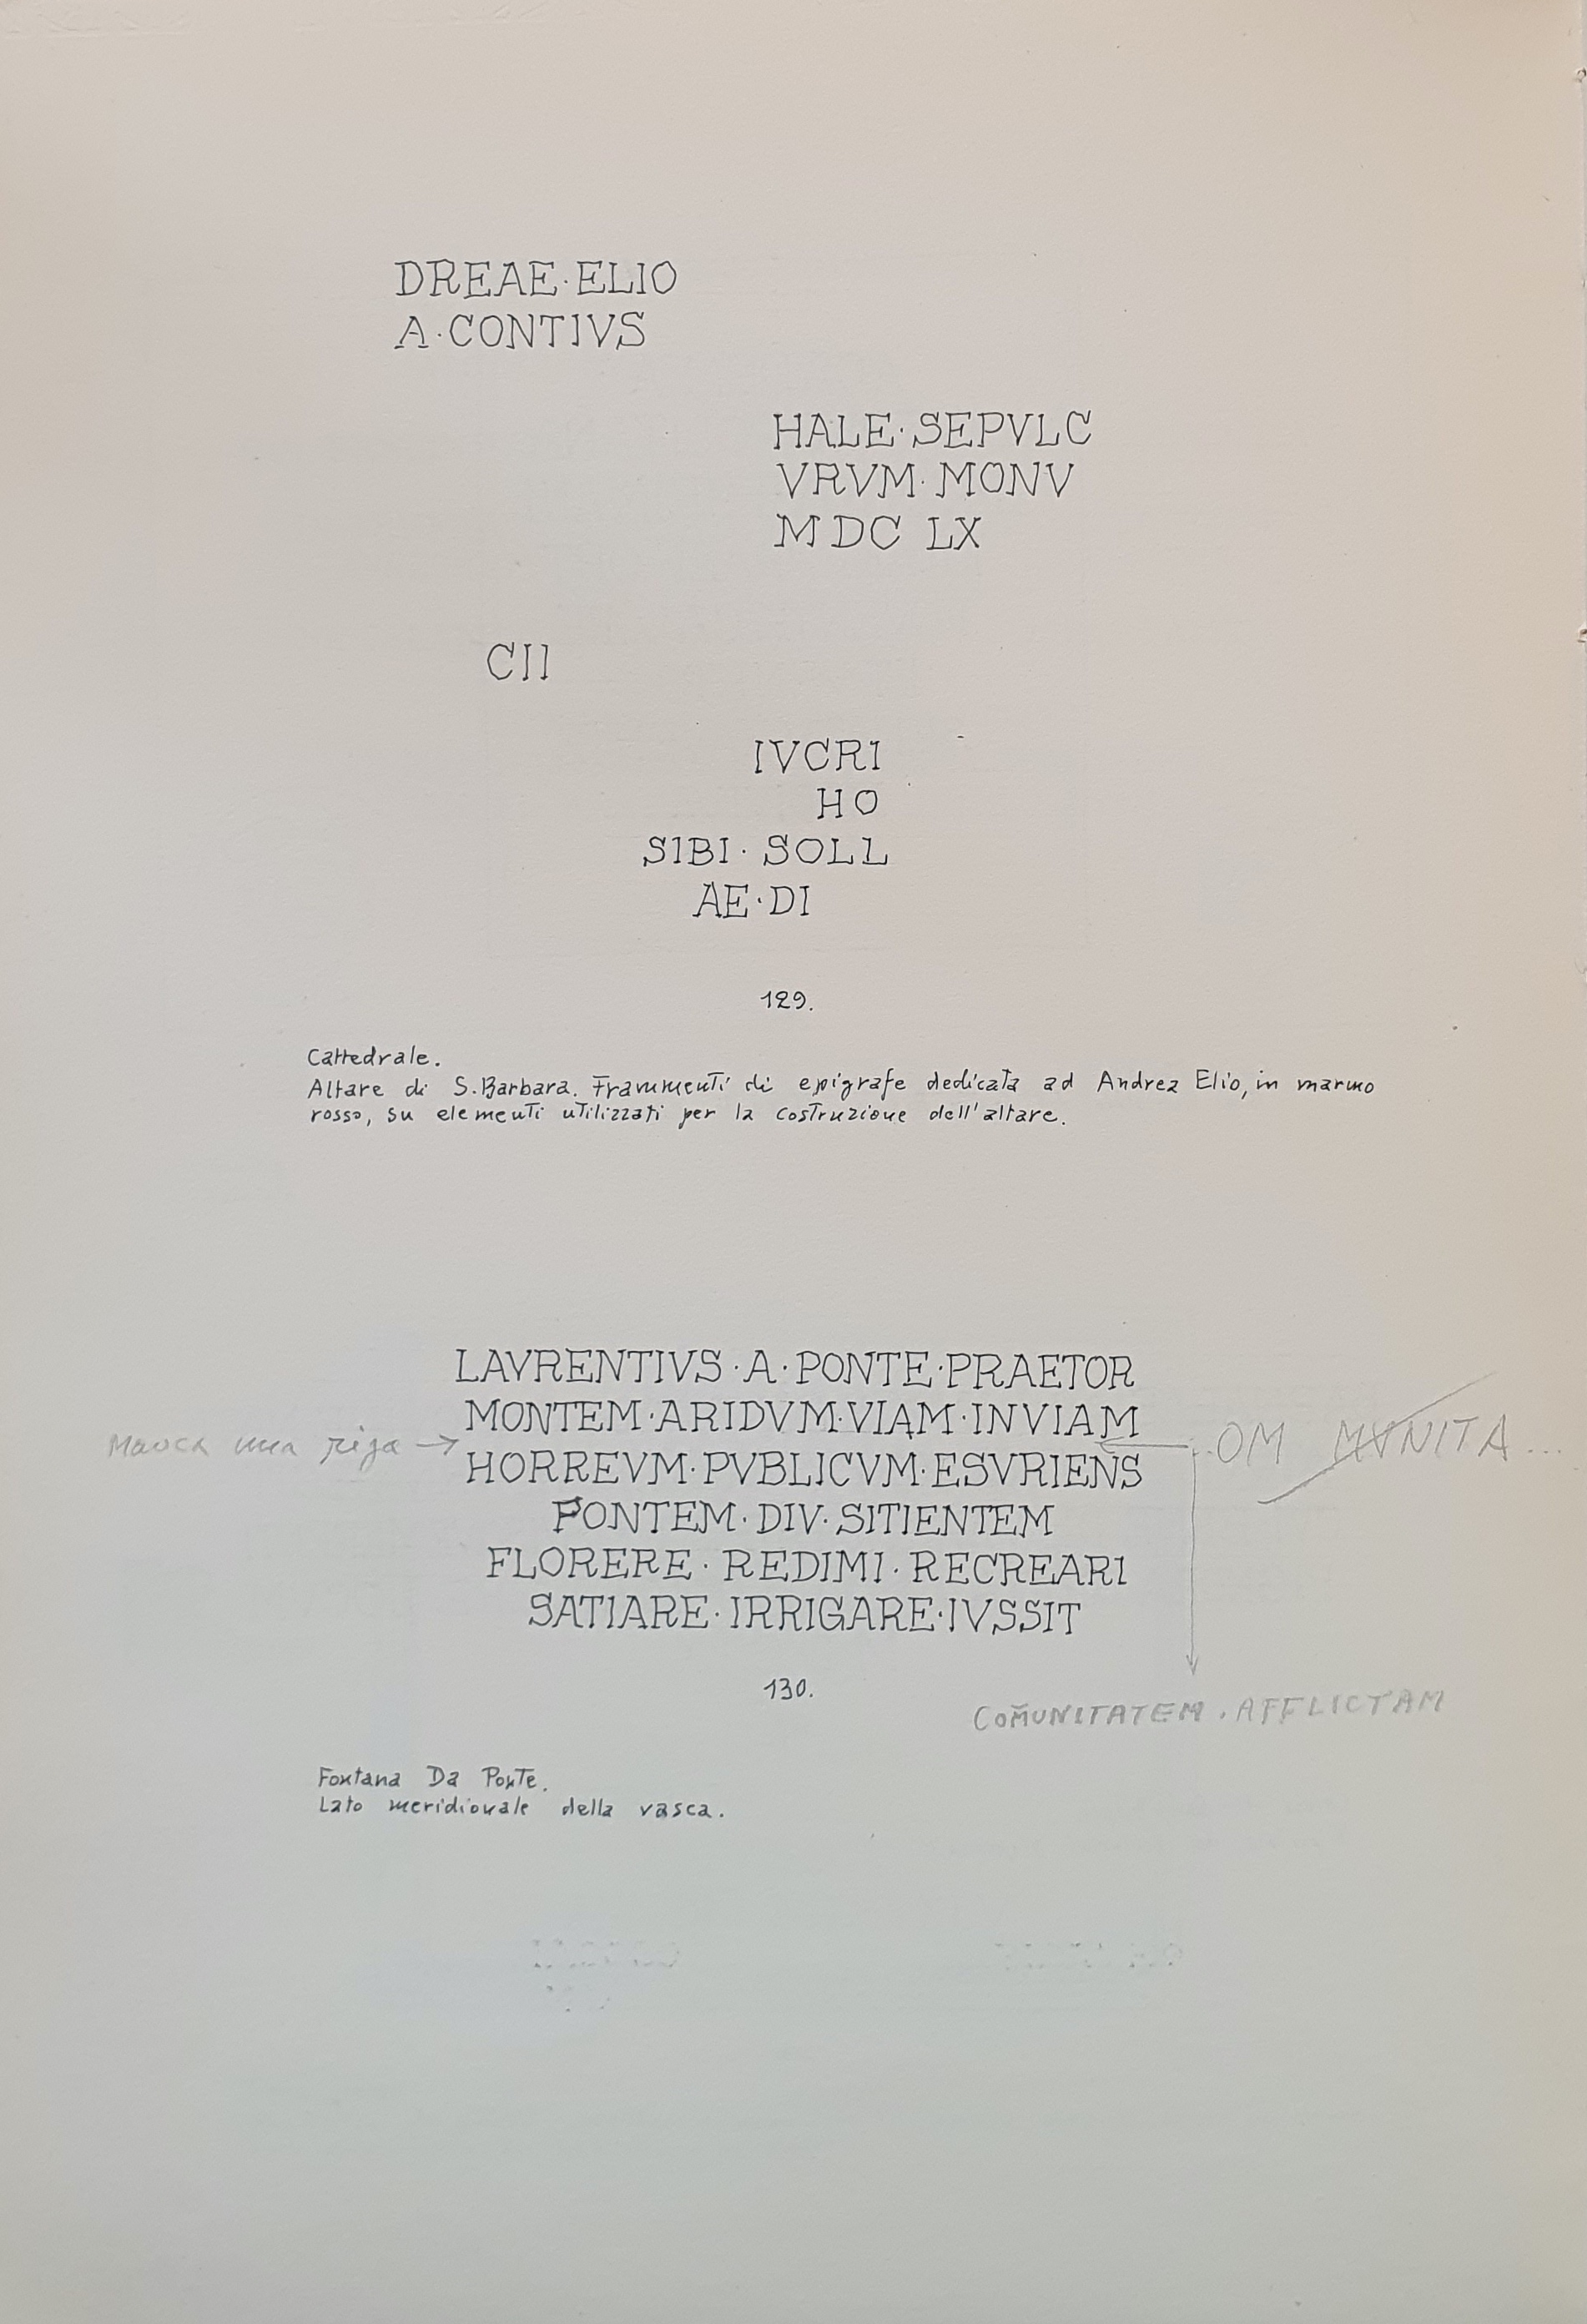 DREAE·ELIO
A·CONTIVS
HALE·SEPVLC
VRVM·MONV
MDC LX
CII
IVCRI
HO
SIBI·SOLL
AE·DI
129.
Cattedrale.
Altare di S.Barbara. Frammenti di epigrafe dedicata ad Andrea Elio, in marmo
rosso, su elementi utilizzati per la costruzione dell'altare.
LAVRENTIVS·A·PONTE·PRAETOR
MONTEM·ARIDVM·VIAM·INVIAM
Manca una riga → ..OM MVNITA...
HORREVM·PVBLICVM·ESVRIENS
FONTEM·DIV·SITIENTEM
FLORERE·REDIMI·RECREARI
SATIARE·IRRIGARE·IVSSIT
130.
COM̄UNITATEM.AFFLICTAM
Fontana Da Ponte.
Lato meridionale della vasca.